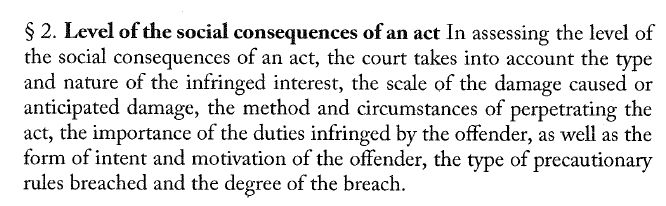 § 2. Level of the social consequences of an act In assessing the level of
the social consequences of an act, the court takes into account the type
and nature of the infringed interest, the scale of the damage caused or
anticipated damage, the method and circumstances of perpetrating the
act, the importance of the duties infringed by the offender, as well as the
form of intent and motivation of the offender, the type of precautionary
rules breached and the degree of the breach.